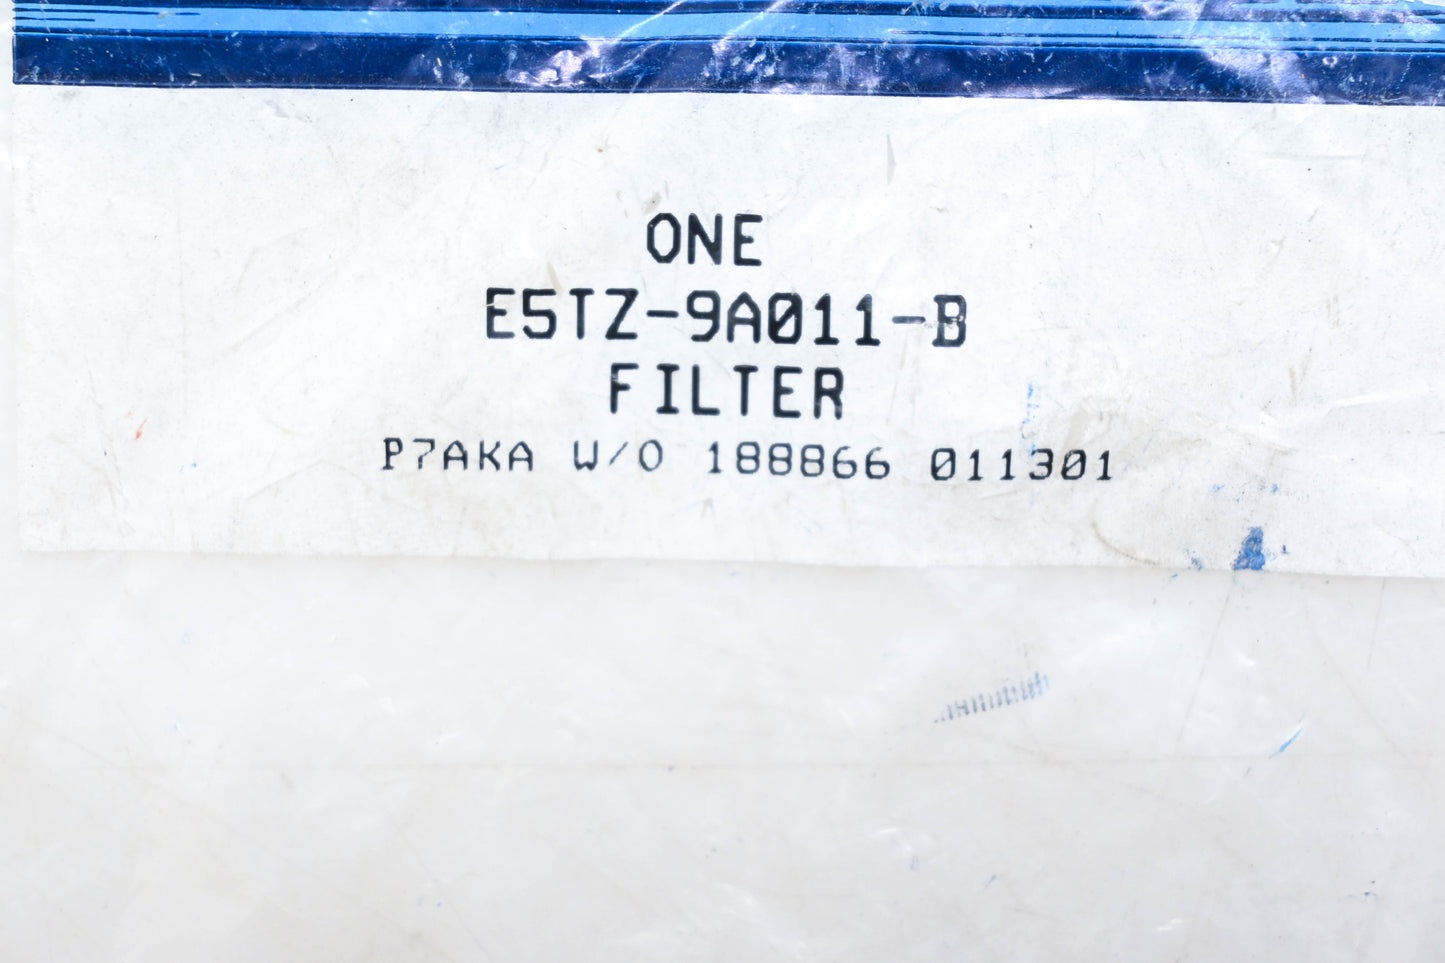 ONE
E5TZ-9A011-B
FILTER
P7AKA W/O 188866 011301